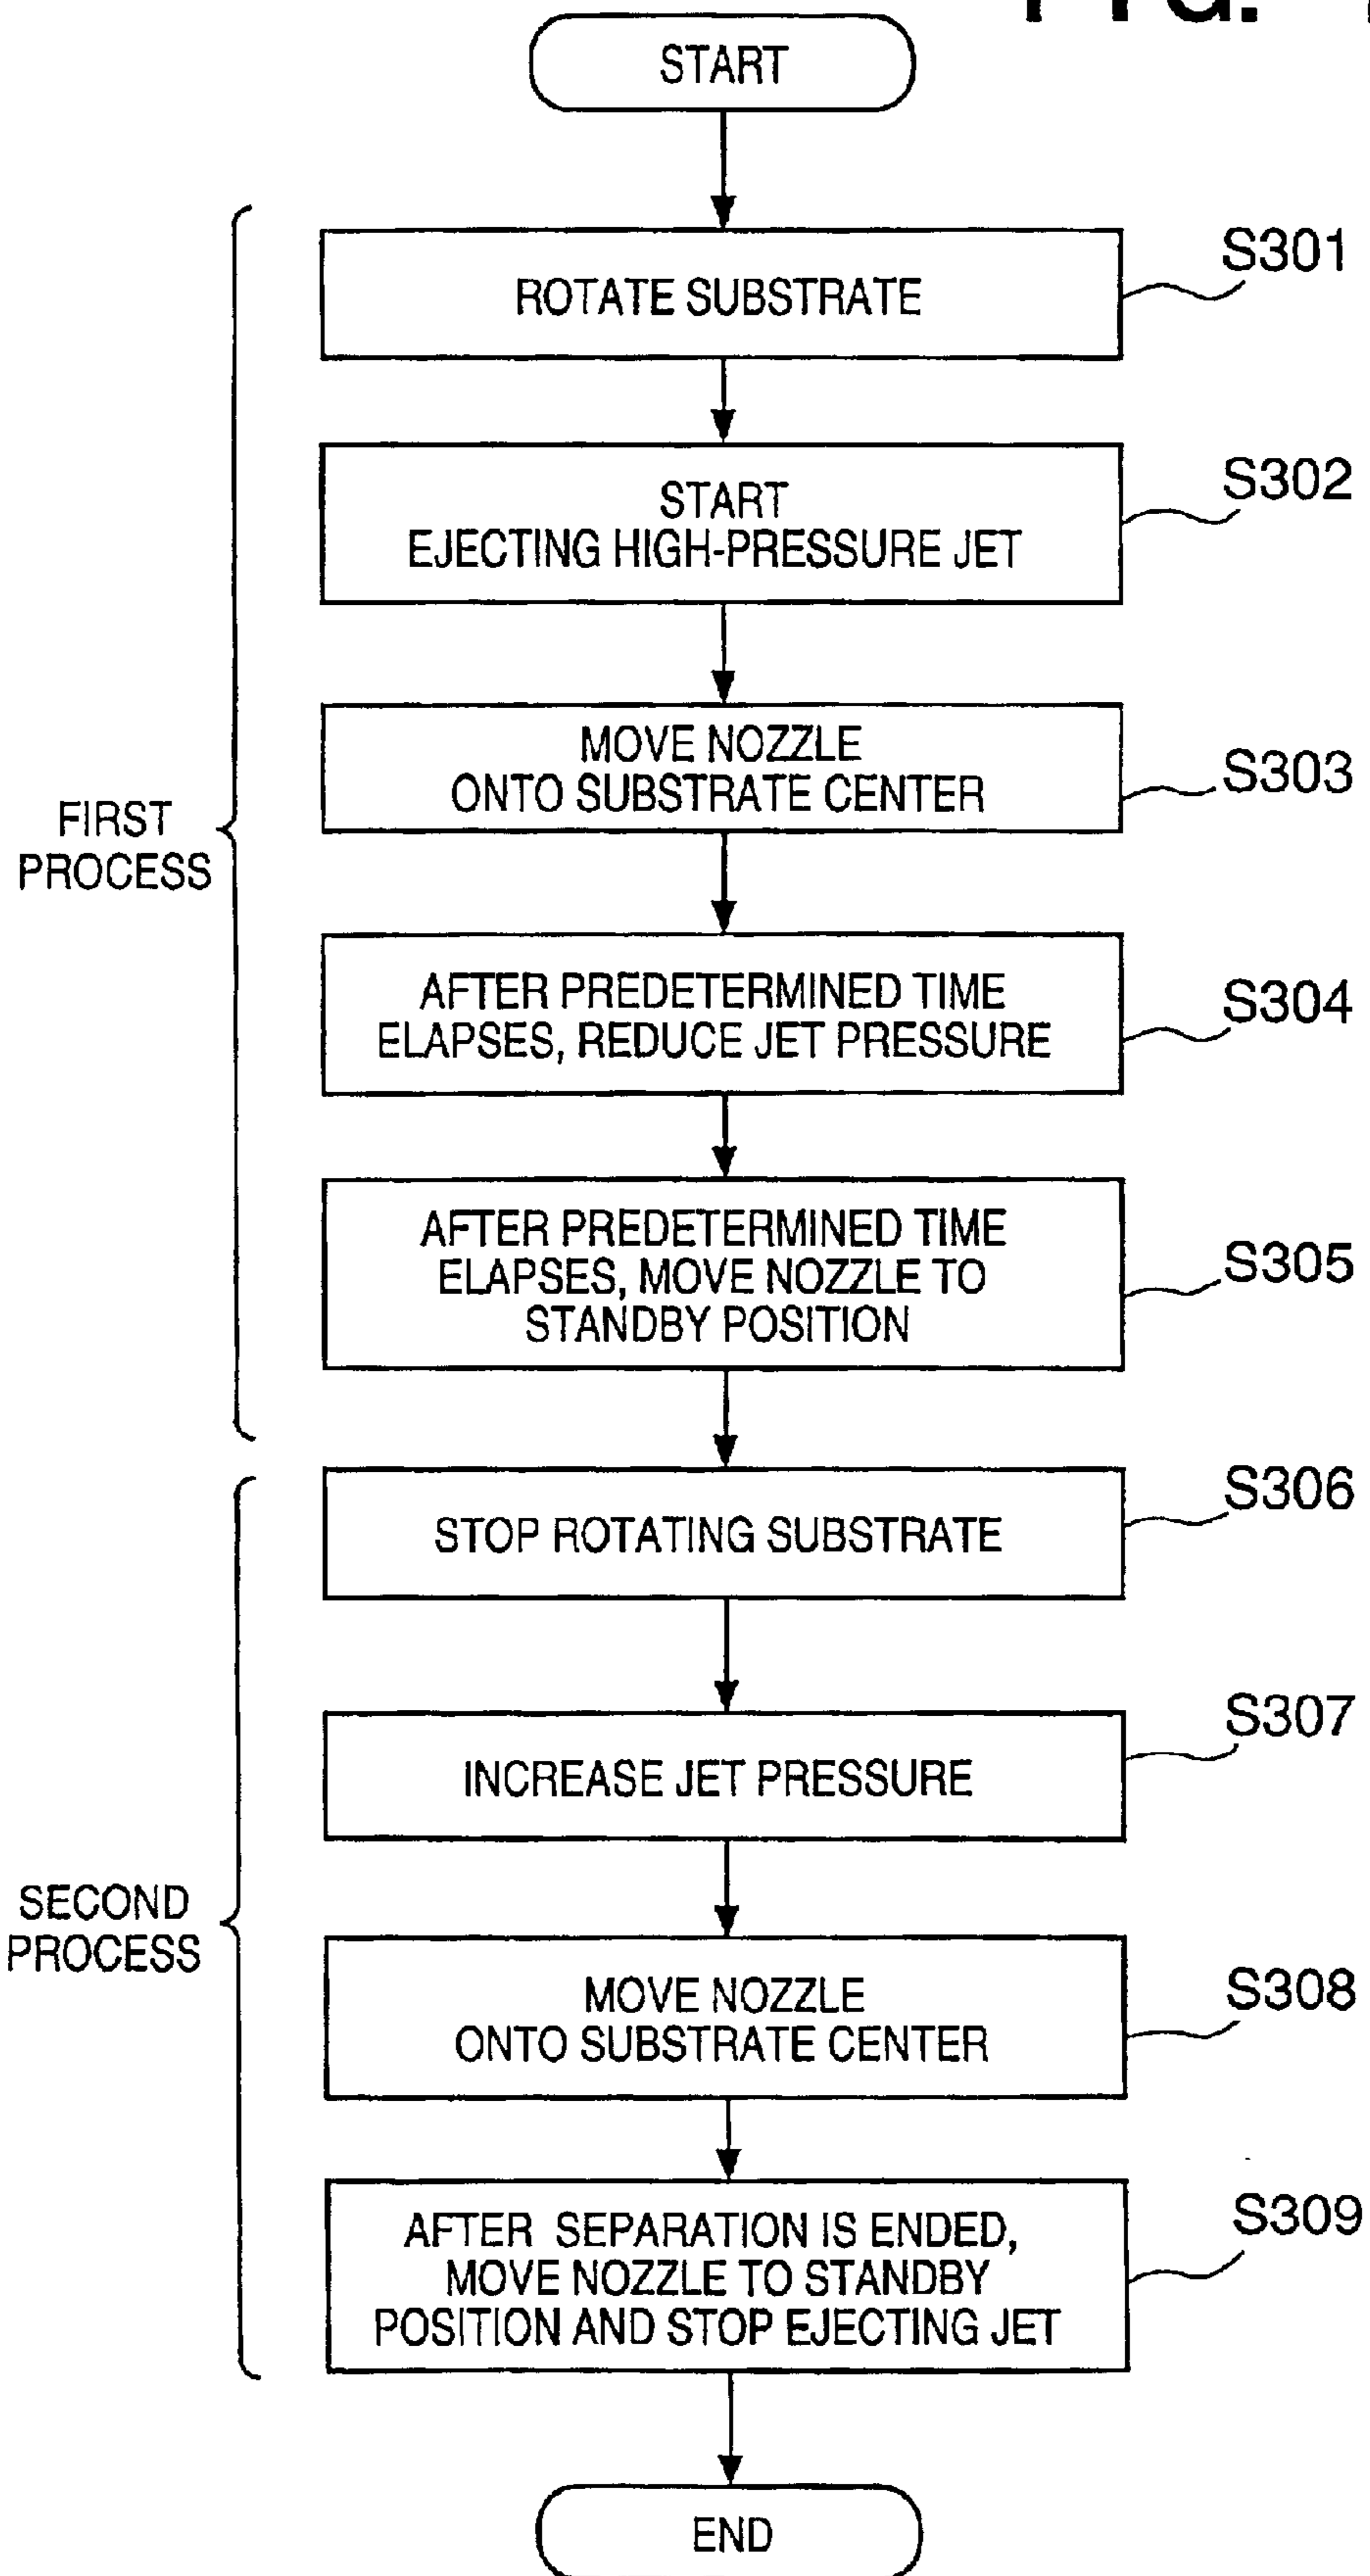 START
S301
ROTATE SUBSTRATE
S302
START
EJECTING HIGH-PRESSURE JET
S303
MOVE NOZZLE
ONTO SUBSTRATE CENTER
FIRST
PROCESS
S304
AFTER PREDETERMINED TIME
ELAPSES, REDUCE JET PRESSURE
S305
AFTER PREDETERMINED TIME
ELAPSES, MOVE NOZZLE TO
STANDBY POSITION
S306
STOP ROTATING SUBSTRATE
S307
INCREASE JET PRESSURE
SECOND
PROCESS
S308
MOVE NOZZLE
ONTO SUBSTRATE CENTER
S309
AFTER SEPARATION IS ENDED,
MOVE NOZZLE TO STANDBY
POSITION AND STOP EJECTING JET
END